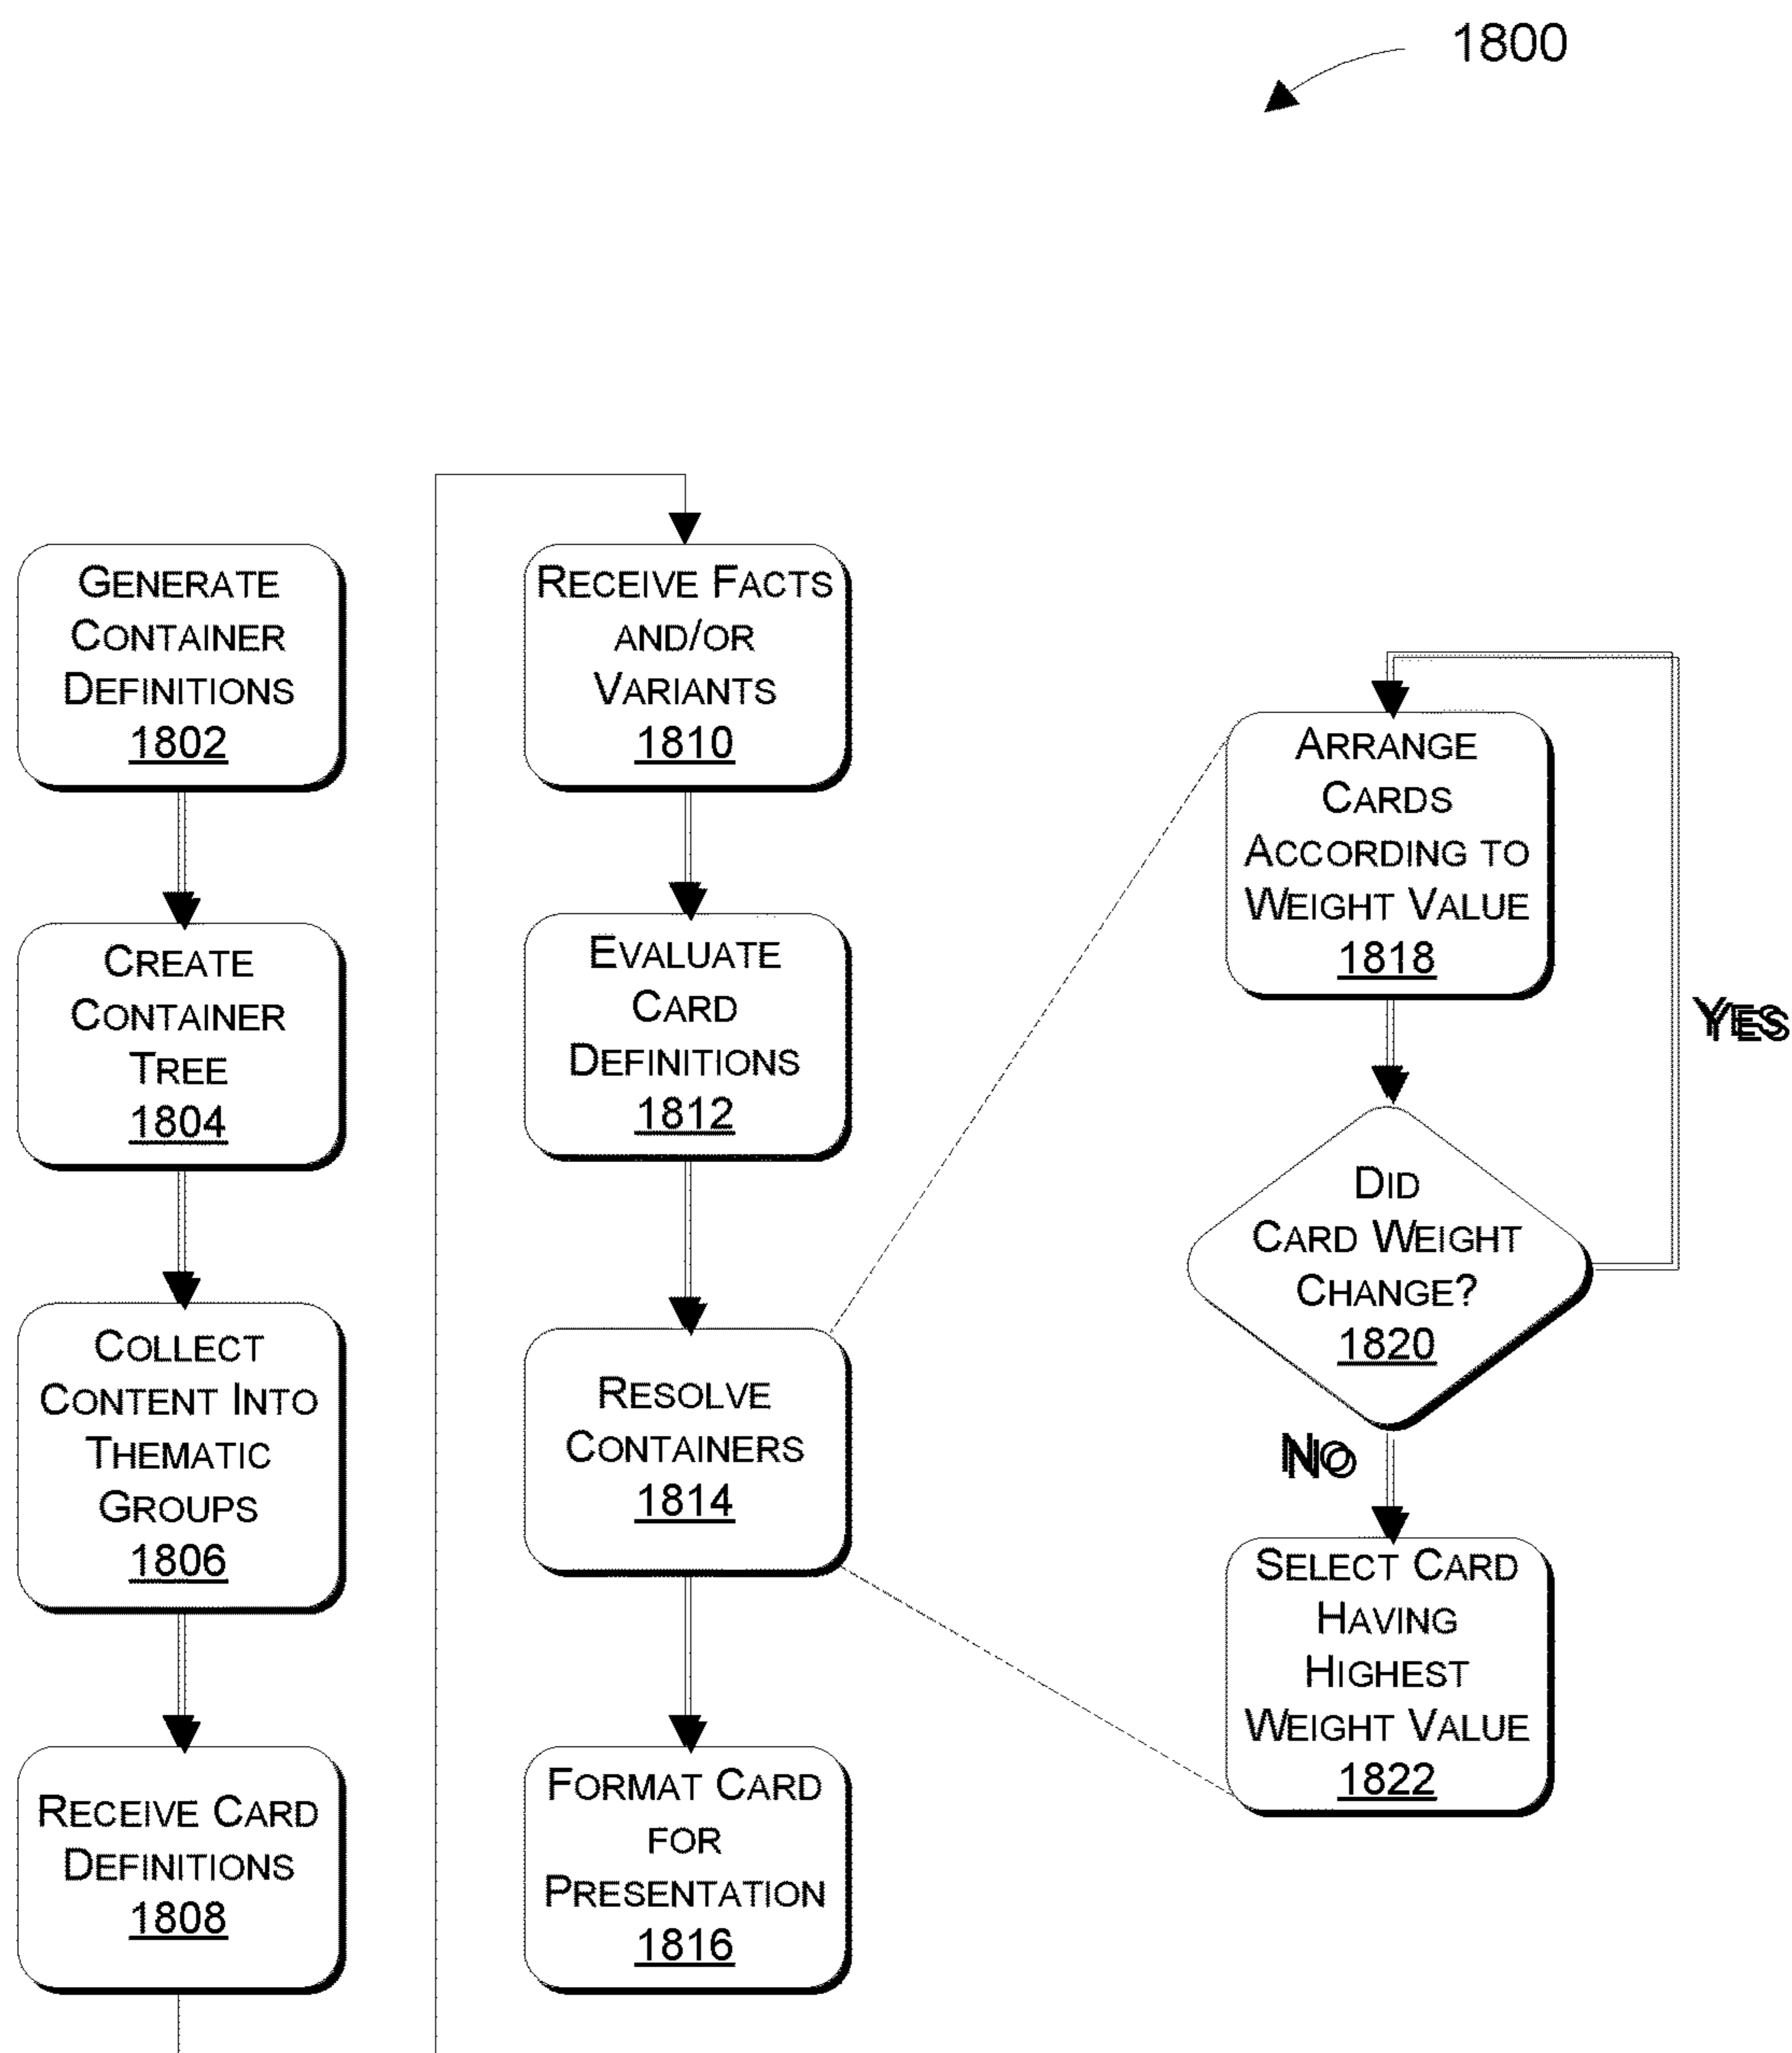 1800
GENERATE
CONTAINER
DEFINITIONS
1802
CREATE
CONTAINER
TREE
1804
COLLECT
CONTENT INTO
THEMATIC
GROUPS
1806
RECEIVE CARD
DEFINITIONS
1808
RECEIVE FACTS
AND/OR
VARIANTS
1810
EVALUATE
CARD
DEFINITIONS
1812
RESOLVE
CONTAINERS
1814
FORMAT CARD
FOR
PRESENTATION
1816
ARRANGE
CARDS
ACCORDING TO
WEIGHT VALUE
1818
DID
CARD WEIGHT
CHANGE?
1820
YES
NO
SELECT CARD
HAVING
HIGHEST
WEIGHT VALUE
1822